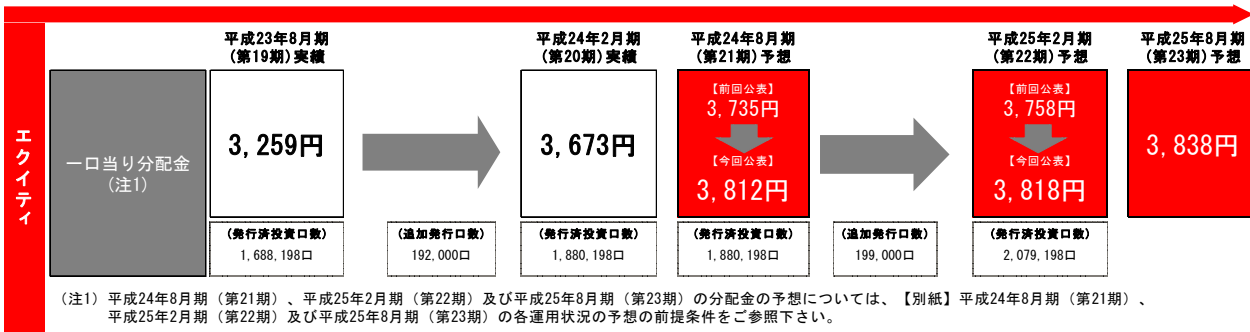 平成23年8月期
(第19期)実績
平成24年2月期
(第20期)実績
平成24年8月期
(第21期)予想
平成25年2月期
(第22期)予想
平成25年8月期
(第23期)予想
エクイティ
一口当り分配金
(注1)
3,259円
3,673円
【前回公表】
3,735円
【今回公表】
3,812円
【前回公表】
3,758円
【今回公表】
3,818円
3,838円
(発行済投資口数)
1,688,198口
(追加発行口数)
192,000口
(発行済投資口数)
1,880,198口
(発行済投資口数)
1,880,198口
(追加発行口数)
199,000口
(発行済投資口数)
2,079,198口
(注1) 平成24年8月期(第21期)、平成25年2月期(第22期)及び平成25年8月期(第23期)の分配金の予想については、【別紙】平成24年8月期(第21期)、
平成25年2月期(第22期)及び平成25年8月期(第23期)の各運用状況の予想の前提条件をご参照下さい。